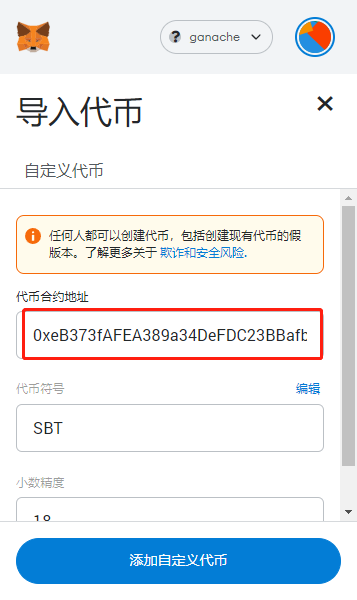 ganache
导入代币
自定义代币
任何人都可以创建代币，包括创建现有代币的假
版本。了解更多关于 欺诈和安全风险.
代币合约地址
0xeB373fAFEA389a34DeFDC23BBafb
代币符号
编辑
SBT
小数精度
18
添加自定义代币